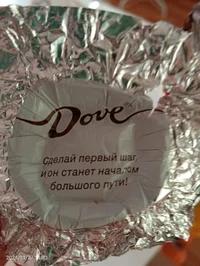 Dove
Сделай первый шаг,
и он станет началом
большого пути!